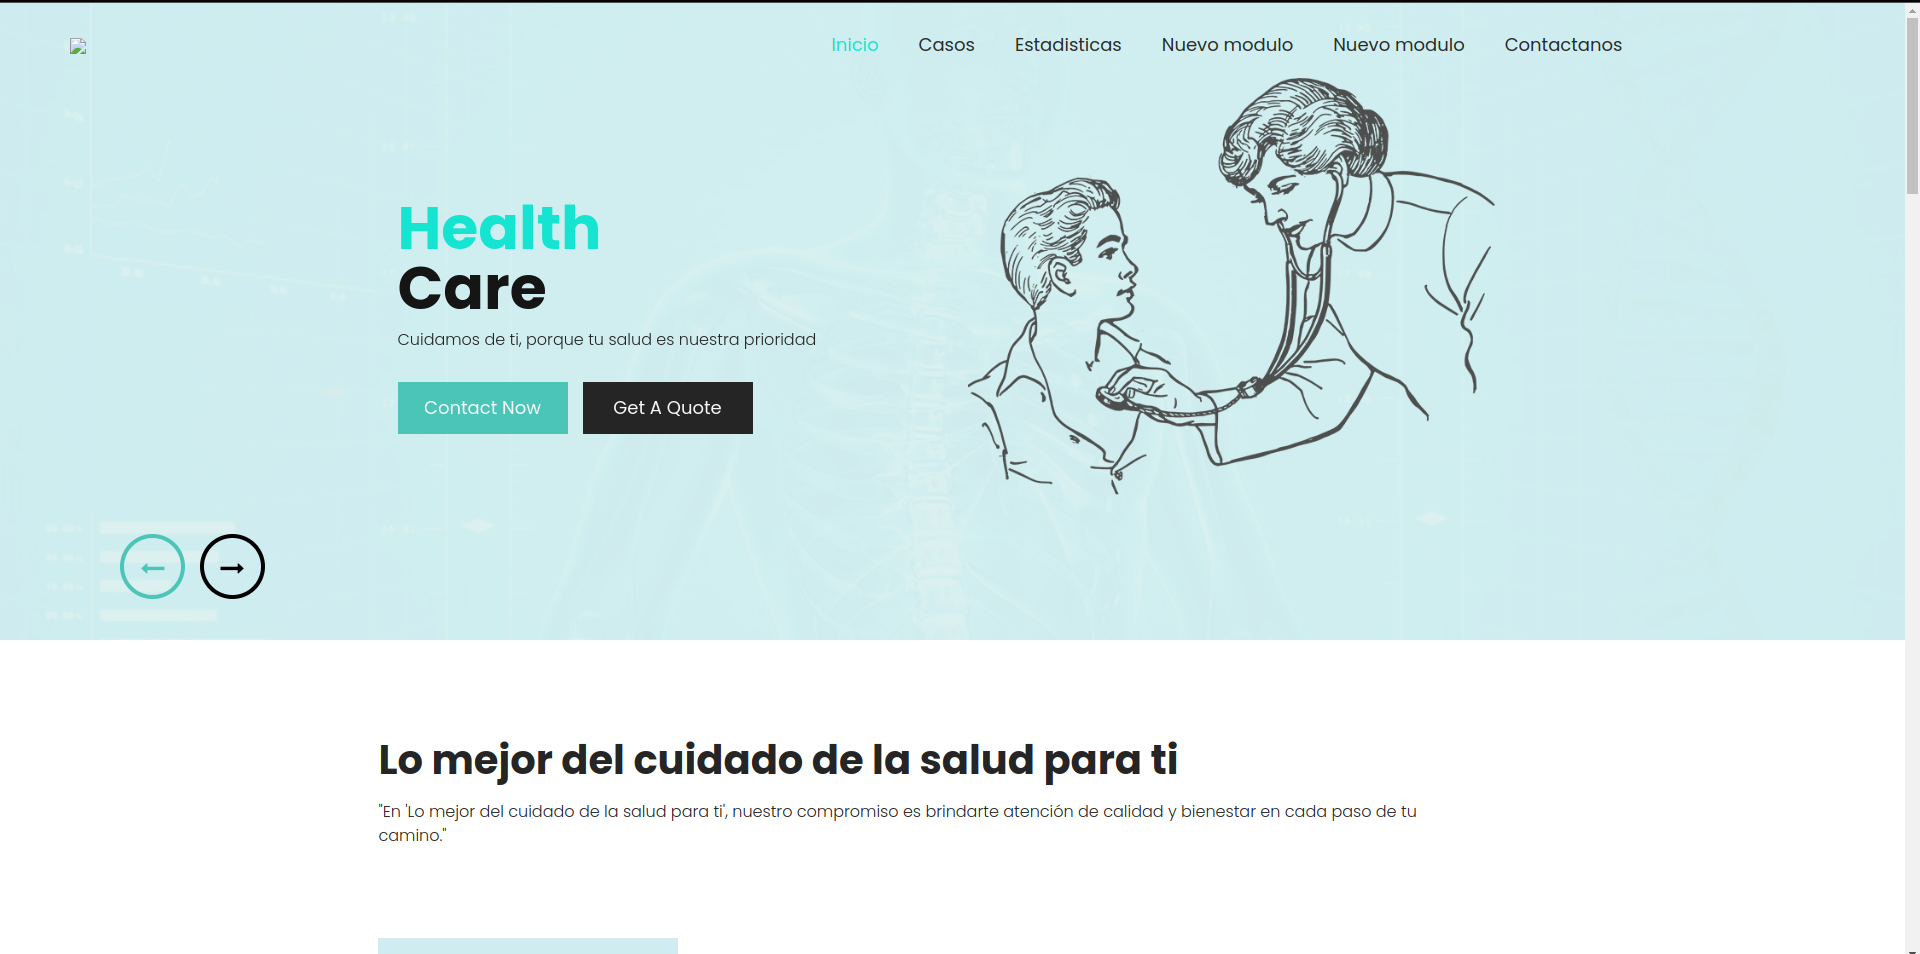 Inicio Casos Estadisticas Nuevo modulo Nuevo modulo Contactanos
Health
Care
Cuidamos de ti, porque tu salud es nuestra prioridad
Contact Now Get A Quote
Lo mejor del cuidado de la salud para ti
"En 'Lo mejor del cuidado de la salud para ti', nuestro compromiso es brindarte atención de calidad y bienestar en cada paso de tu
camino."